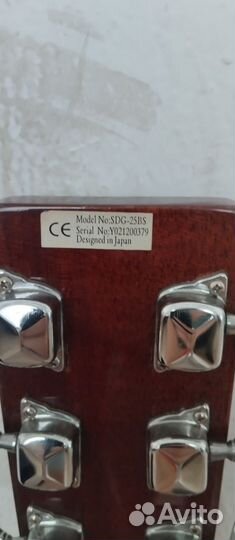 CE
Model No:SDG-25BS
Serial No:Y021200379
Designed in Japan
Avito